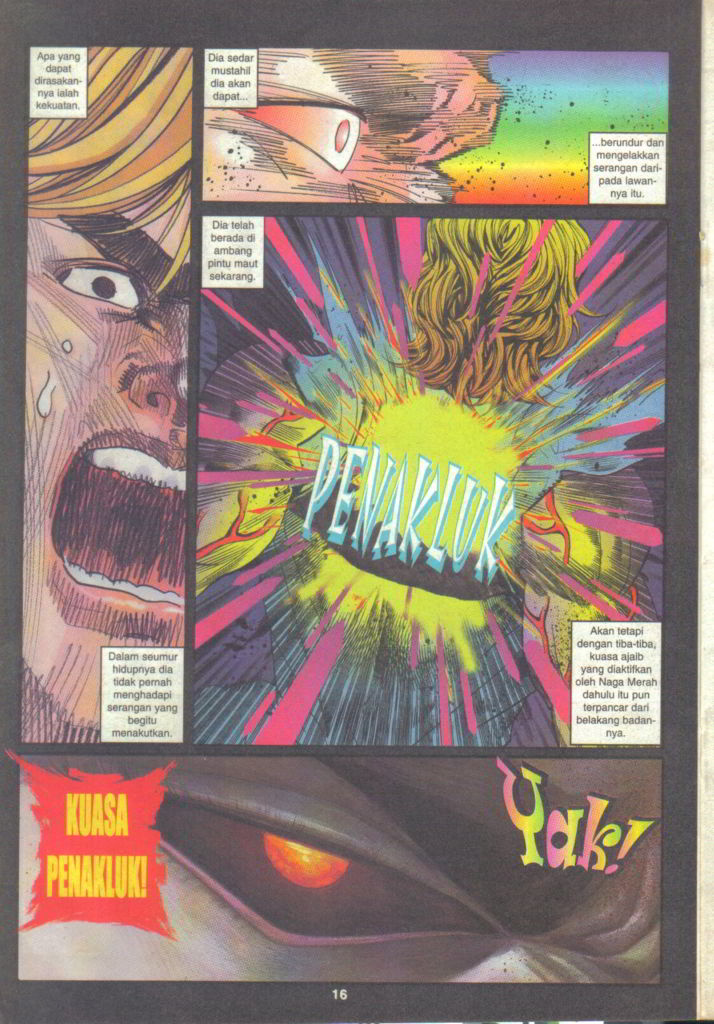 Apa yang
dapat
dirasakan-
nya ialah
kekuatan.
Dia sedar
mustahil
dia akan
dapat...
...berundur dan
mengelakkan
serangan dari-
pada lawan-
nya itu.
Dia telah
berada di
ambang
pintu maut
sekarang.
PENAKLUK
Dalam seumur
hidupnya dia
tidak pernah
menghadapi
serangan yang
begitu
menakutkan.
Akan tetapi
dengan tiba-tiba,
kuasa ajaib
yang diaktifkan
oleh Naga Merah
dahulu itu pun
terpancar dari
belakang badan-
nya.
KUASA
PENAKLUK!
Yak!
16